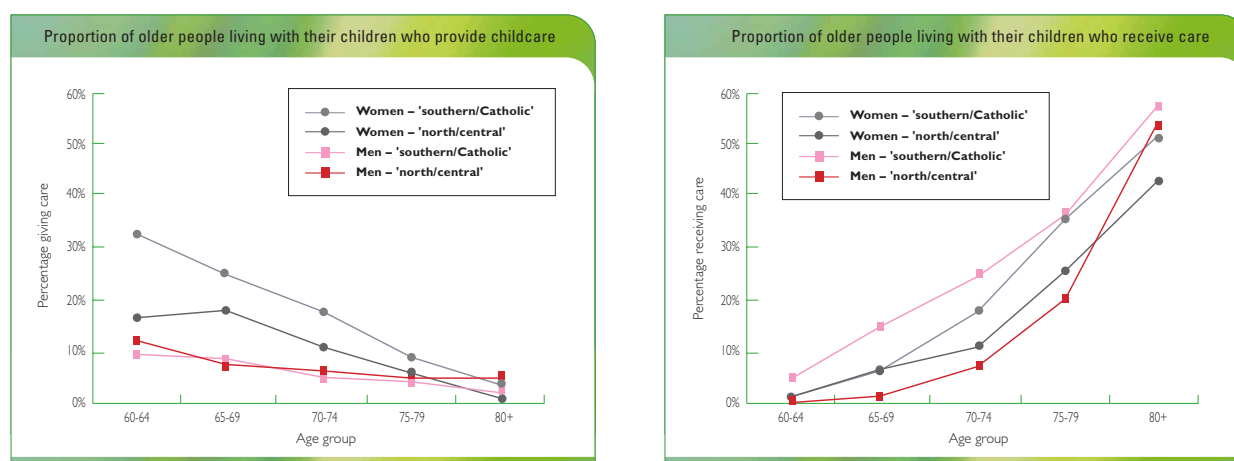 Proportion of older people living with their children who provide childcare
60%
50%
40%
30%
20%
10%
0%
Percentage giving care
Women – 'southern/Catholic'
Women – 'north/central'
Men – 'southern/Catholic'
Men – 'north/central'
60-64 65-69 70-74 75-79 80+
Age group
Proportion of older people living with their children who receive care
60%
50%
40%
30%
20%
10%
0%
Percentage receiving care
Women – 'southern/Catholic'
Women – 'north/central'
Men – 'southern/Catholic'
Men – 'north/central'
60-64 65-69 70-74 75-79 80+
Age group